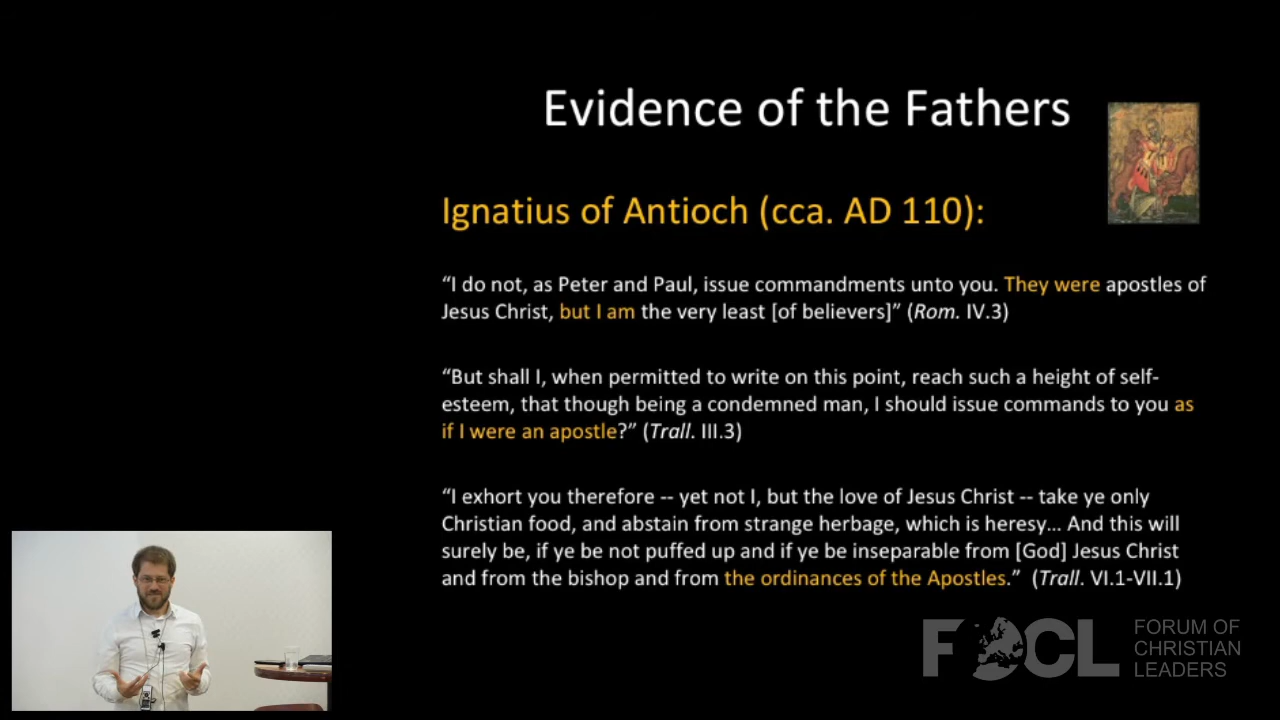 Evidence of the Fathers
Ignatius of Antioch (cca. AD 110):
“I do not, as Peter and Paul, issue commandments unto you. They were apostles of
Jesus Christ, but I am the very least [of believers]” (Rom. IV.3)
“But shall I, when permitted to write on this point, reach such a height of self-
esteem, that though being a condemned man, I should issue commands to you as
if I were an apostle?” (Trall. III.3)
“I exhort you therefore -- yet not I, but the love of Jesus Christ -- take ye only
Christian food, and abstain from strange herbage, which is heresy... And this will
surely be, if ye be not puffed up and if ye be inseparable from [God] Jesus Christ
and from the bishop and from the ordinances of the Apostles.” (Trall. VI.1-VII.1)
FOCL
FORUM OF
CHRISTIAN
LEADERS